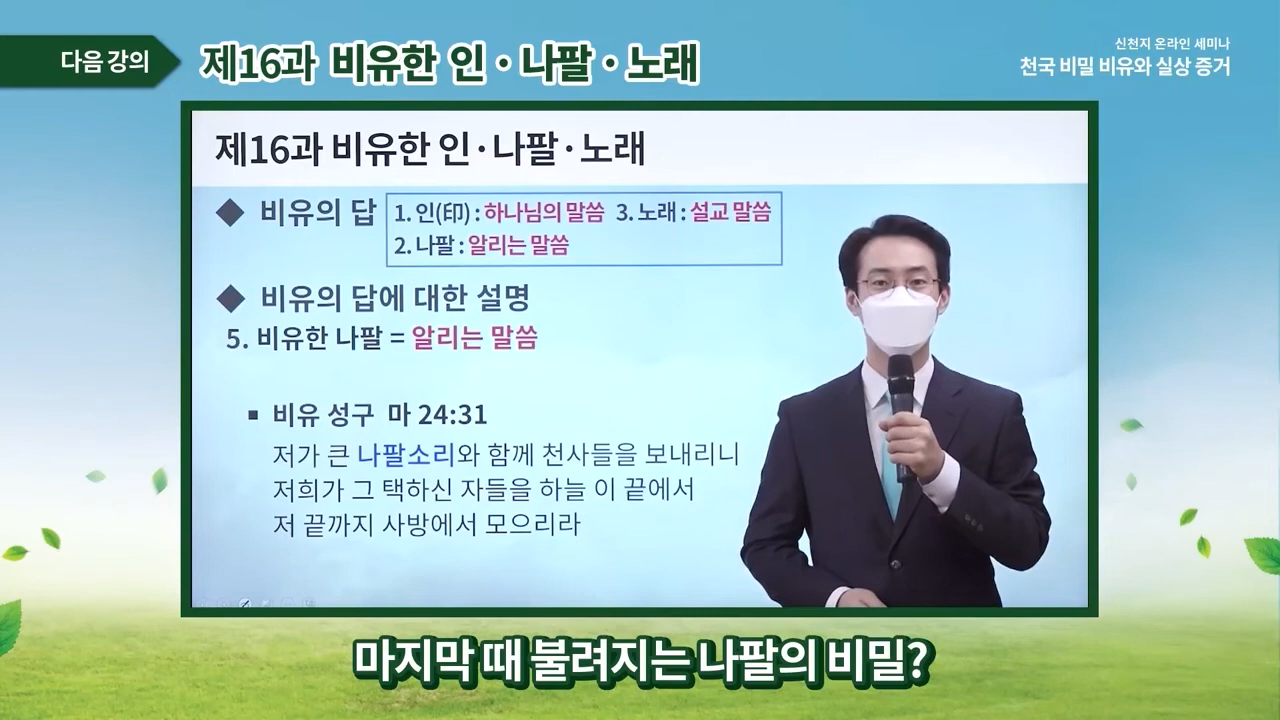 다음 강의
제16과 비유한 인·나팔·노래
신천지 온라인 세미나
천국 비밀 비유와 실상 증거
제16과 비유한 인·나팔·노래
◆ 비유의 답
1. 인(印) : 하나님의 말씀 3. 노래 : 설교 말씀
2. 나팔 : 알리는 말씀
◆ 비유의 답에 대한 설명
5. 비유한 나팔 = 알리는 말씀
▪ 비유 성구 마 24:31
저가 큰 나팔소리와 함께 천사들을 보내리니
저희가 그 택하신 자들을 하늘 이 끝에서
저 끝까지 사방에서 모으리라
마지막 때 불려지는 나팔의 비밀?